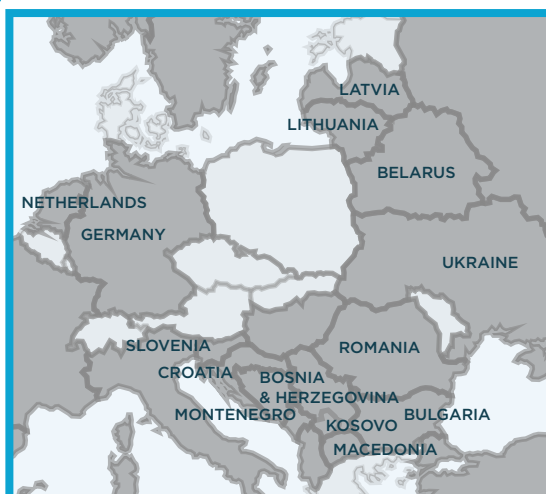 LATVIA
LITHUANIA
BELARUS
NETHERLANDS
GERMANY
UKRAINE
SLOVENIA
ROMANIA
CROATIA
BOSNIA
& HERZEGOVINA
MONTENEGRO
BULGARIA
KOSOVO
MACEDONIA